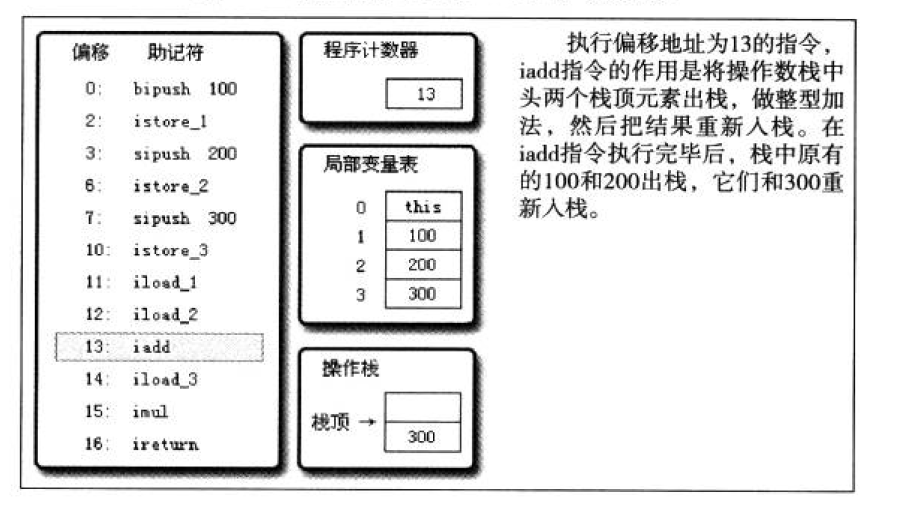 偏移 助记符
0: bipush 100
2: istore_1
3: sipush 200
6: istore_2
7: sipush 300
10: istore_3
11: iload_1
12: iload_2
13: iadd
14: iload_3
15: imul
16: ireturn
程序计数器
13
局部变量表
0 this
1 100
2 200
3 300
操作栈
栈顶 →
300
执行偏移地址为13的指令，
iadd指令的作用是将操作数栈中
头两个栈顶元素出栈，做整型加
法，然后把结果重新入栈。在
iadd指令执行完毕后，栈中原有
的100和200出栈，它们和300重
新入栈。